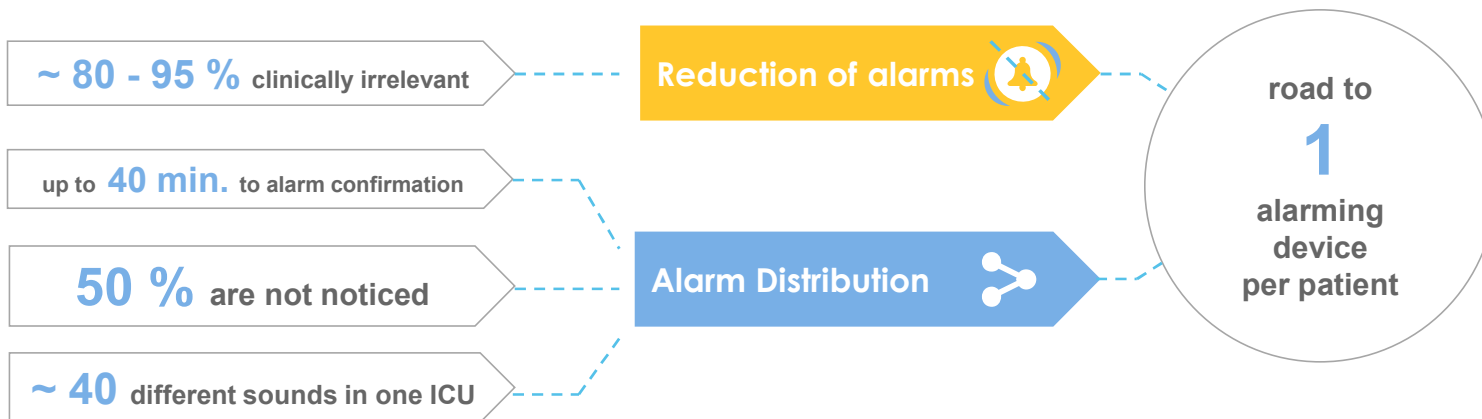 ~ 80 - 95 % clinically irrelevant
up to 40 min. to alarm confirmation
50 % are not noticed
~ 40 different sounds in one ICU
Reduction of alarms
Alarm Distribution
road to
1
alarming
device
per patient